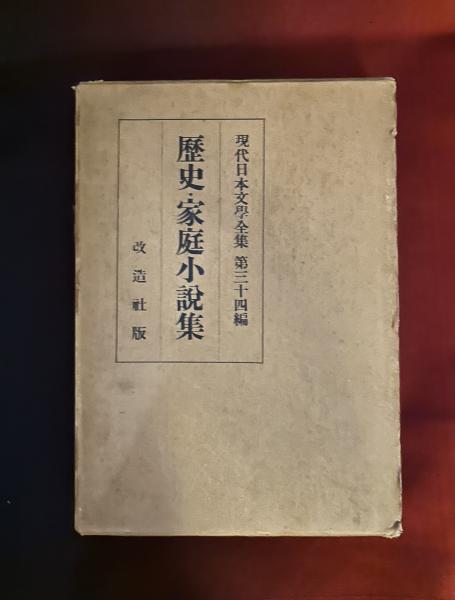 現代日本文學全集 第三十四編
歷史・家庭小說集
改造社版